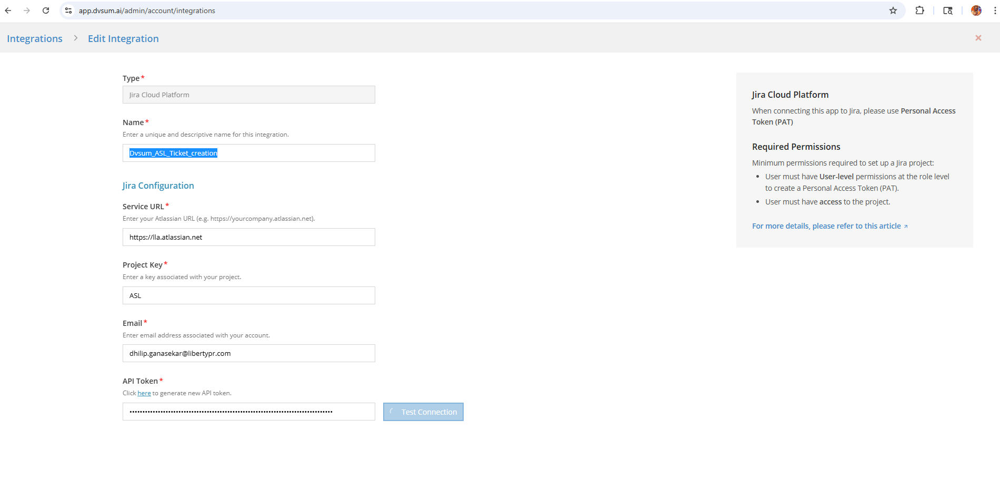 app.dvsum.ai/admin/account/integrations
Integrations
Edit Integration
Type*
Jira Cloud Platform
Name*
Enter a unique and descriptive name for this integration.
Dvsum_ASL_Ticket_creation
Jira Configuration
Service URL*
Enter your Atlassian URL (e.g. https://yourcompany.atlassian.net).
https://lla.atlassian.net
Project Key*
Enter a key associated with your project.
ASL
Email*
Enter email address associated with your account.
dhilip.ganasekar@libertypr.com
API Token*
Click here to generate new API token.
Test Connection
Jira Cloud Platform
When connecting this app to Jira, please use Personal Access
Token (PAT)
Required Permissions
Minimum permissions required to set up a Jira project:
• User must have User-level permissions at the role level
to create a Personal Access Token (PAT).
• User must have access to the project.
For more details, please refer to this article